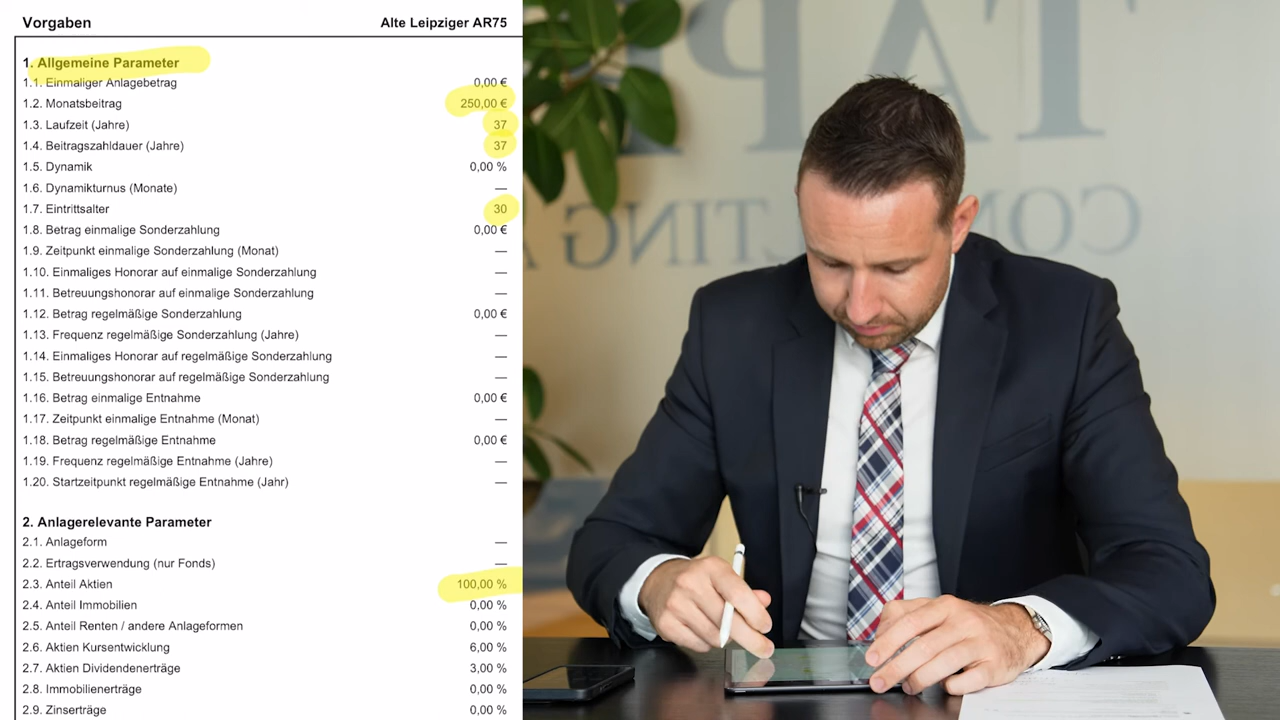 Vorgaben Alte Leipziger AR75
1. Allgemeine Parameter
1.1. Einmaliger Anlagebetrag 0,00 €
1.2. Monatsbeitrag 250,00 €
1.3. Laufzeit (Jahre) 37
1.4. Beitragszahldauer (Jahre) 37
1.5. Dynamik 0,00 %
1.6. Dynamikturnus (Monate) —
1.7. Eintrittsalter 30
1.8. Betrag einmalige Sonderzahlung 0,00 €
1.9. Zeitpunkt einmalige Sonderzahlung (Monat) —
1.10. Einmaliges Honorar auf einmalige Sonderzahlung —
1.11. Betreuungshonorar auf einmalige Sonderzahlung —
1.12. Betrag regelmäßige Sonderzahlung 0,00 €
1.13. Frequenz regelmäßige Sonderzahlung (Jahre) —
1.14. Einmaliges Honorar auf regelmäßige Sonderzahlung —
1.15. Betreuungshonorar auf regelmäßige Sonderzahlung —
1.16. Betrag einmalige Entnahme 0,00 €
1.17. Zeitpunkt einmalige Entnahme (Monat) —
1.18. Betrag regelmäßige Entnahme 0,00 €
1.19. Frequenz regelmäßige Entnahme (Jahre) —
1.20. Startzeitpunkt regelmäßige Entnahme (Jahr) —
2. Anlagerelevante Parameter
2.1. Anlageform —
2.2. Ertragsverwendung (nur Fonds) —
2.3. Anteil Aktien 100,00 %
2.4. Anteil Immobilien 0,00 %
2.5. Anteil Renten / andere Anlageformen 0,00 %
2.6. Aktien Kursentwicklung 6,00 %
2.7. Aktien Dividendenerträge 3,00 %
2.8. Immobilienerträge 0,00 %
2.9. Zinserträge 0,00 %